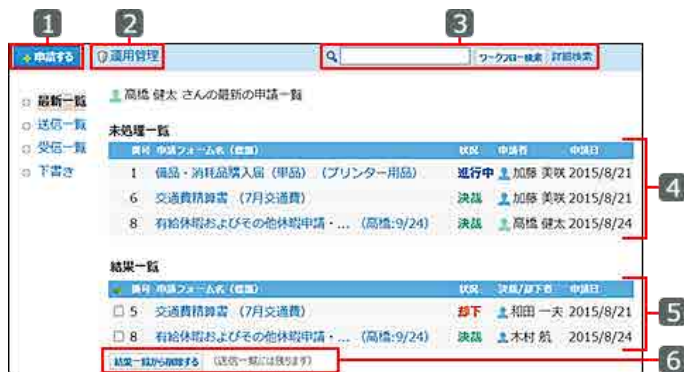 1 2 3
申請する 運用管理 ワークフロー検索 詳細検索
最新一覧
送信一覧
受信一覧
下書き
高橋 健太 さんの最新の申請一覧
未処理一覧
番号 申請フォーム名(標題) 状況 申請者 申請日
1 備品・消耗品購入届(単品) (プリンター用品) 進行中 加藤 美咲 2015/8/21
6 交通費精算書 (7月交通費) 決裁 加藤 美咲 2015/8/21
8 有給休暇およびその他休暇申請・... (高橋:9/24) 決裁 高橋 健太 2015/8/24
4
結果一覧
番号 申請フォーム名(標題) 状況 決裁/却下者 申請日
5 交通費精算書 (7月交通費) 却下 和田 一夫 2015/8/21
8 有給休暇およびその他休暇申請・... (高橋:9/24) 決裁 木村 航 2015/8/24
5
結果一覧から削除する (送信一覧には残ります)
6